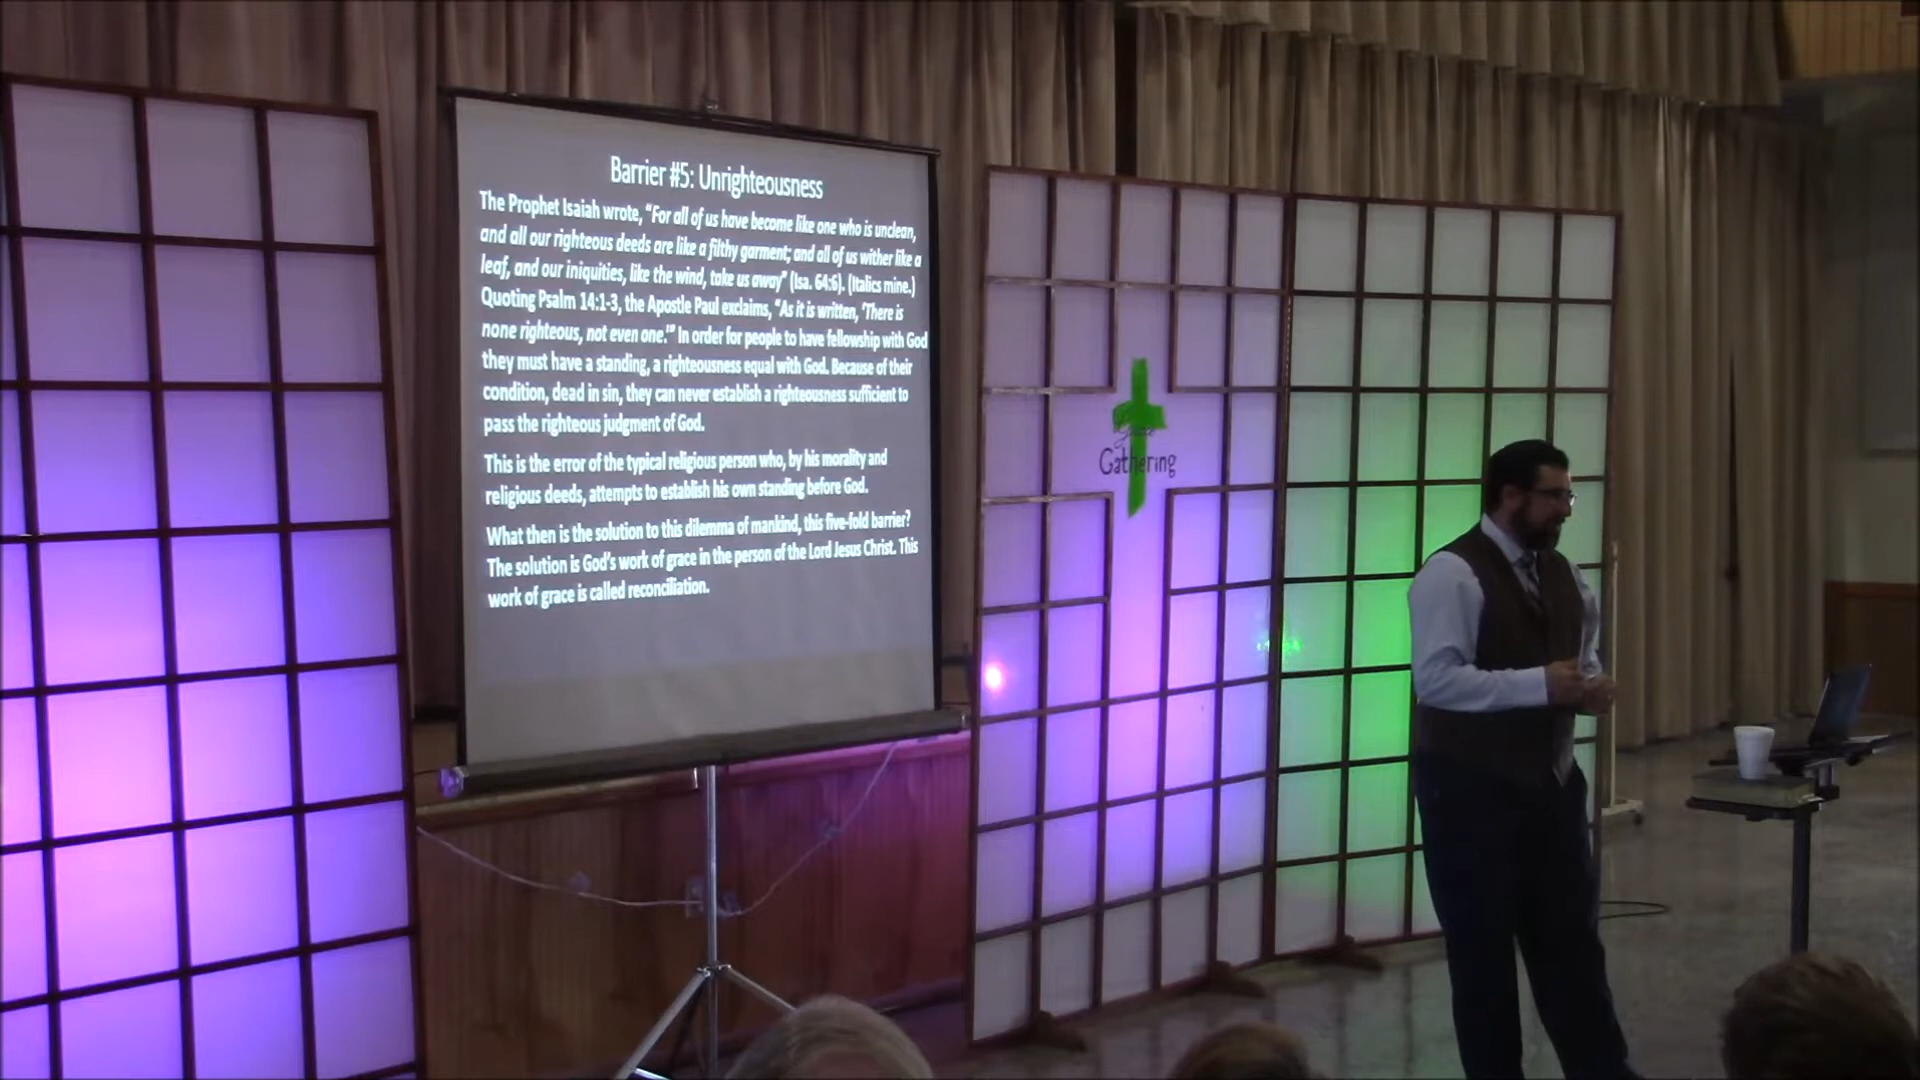 Barrier #5: Unrighteousness
The Prophet Isaiah wrote, “For all of us have become like one who is unclean,
and all our righteous deeds are like a filthy garment; and all of us wither like a
leaf, and our iniquities, like the wind, take us away” (Isa. 64:6). (Italics mine.)
Quoting Psalm 14:1-3, the Apostle Paul exclaims, “As it is written, ‘There is
none righteous, not even one.’” In order for people to have fellowship with God
they must have a standing, a righteousness equal with God. Because of their
condition, dead in sin, they can never establish a righteousness sufficient to
pass the righteous judgment of God.
This is the error of the typical religious person who, by his morality and
religious deeds, attempts to establish his own standing before God.
What then is the solution to this dilemma of mankind, this five-fold barrier?
The solution is God’s work of grace in the person of the Lord Jesus Christ. This
work of grace is called reconciliation.
Grace
Gathering